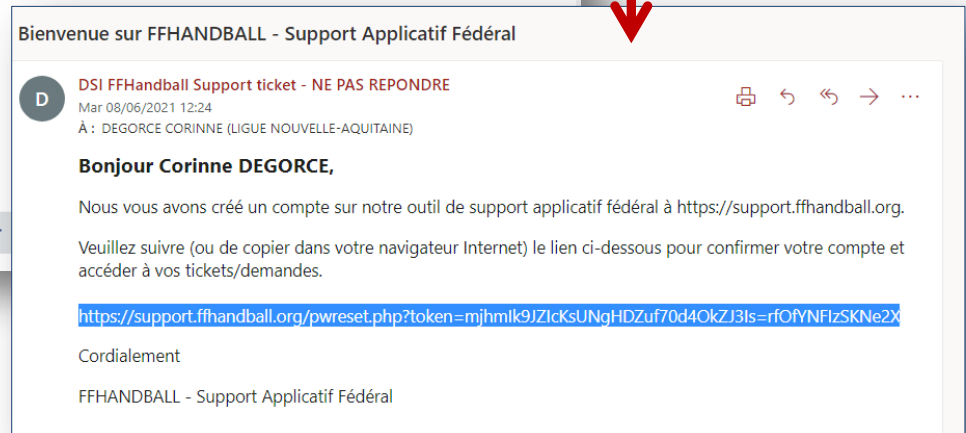 Bienvenue sur FFHANDBALL - Support Applicatif Fédéral
D
DSI FFHandball Support ticket - NE PAS REPONDRE
Mar 08/06/2021 12:24
À : DEGORCE CORINNE (LIGUE NOUVELLE-AQUITAINE)
Bonjour Corinne DEGORCE,
Nous vous avons créé un compte sur notre outil de support applicatif fédéral à https://support.ffhandball.org.
Veuillez suivre (ou de copier dans votre navigateur Internet) le lien ci-dessous pour confirmer votre compte et
accéder à vos tickets/demandes.
https://support.ffhandball.org/pwreset.php?token=mjhmIk9JZIcKsUNgHDZuf70d4OkZJ3Is=rfOfYNFIzSKNe2X
Cordialement
FFHANDBALL - Support Applicatif Fédéral